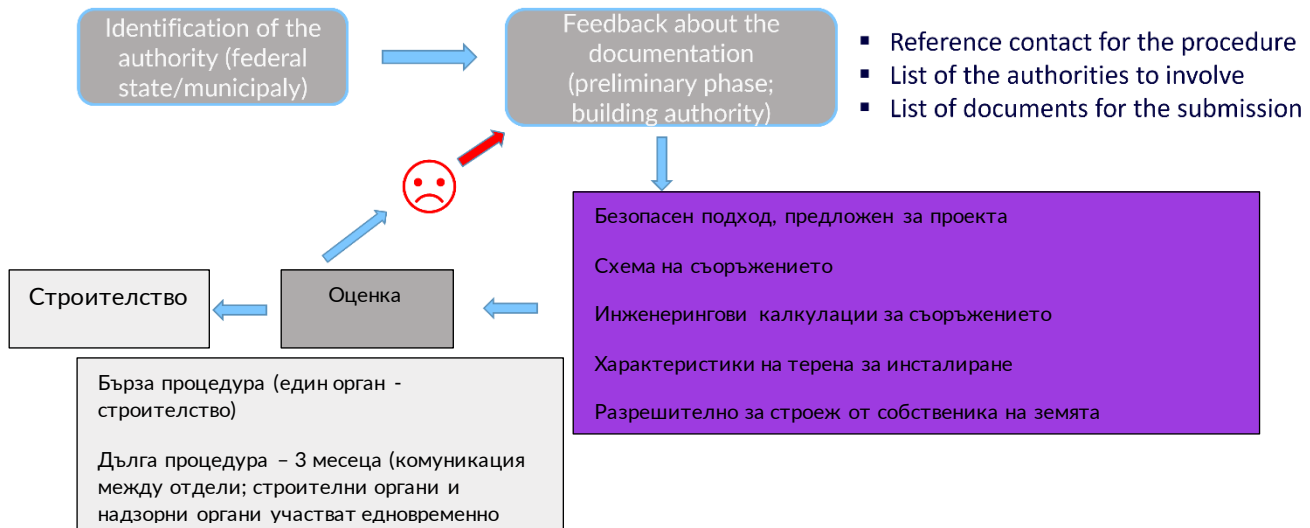 Identification of the
authority (federal
state/municipaly)
Feedback about the
documentation
(preliminary phase;
building authority)
▪ Reference contact for the procedure
▪ List of the authorities to involve
▪ List of documents for the submission
Безопасен подход, предложен за проекта
Схема на съоръжението
Инженерингови калкулации за съоръжението
Характеристики на терена за инсталиране
Разрешително за строеж от собственика на земята
Оценка
Строителство
Бърза процедура (един орган -
строителство)
Дълга процедура – 3 месеца (комуникация
между отдели; строителни органи и
надзорни органи участват едновременно